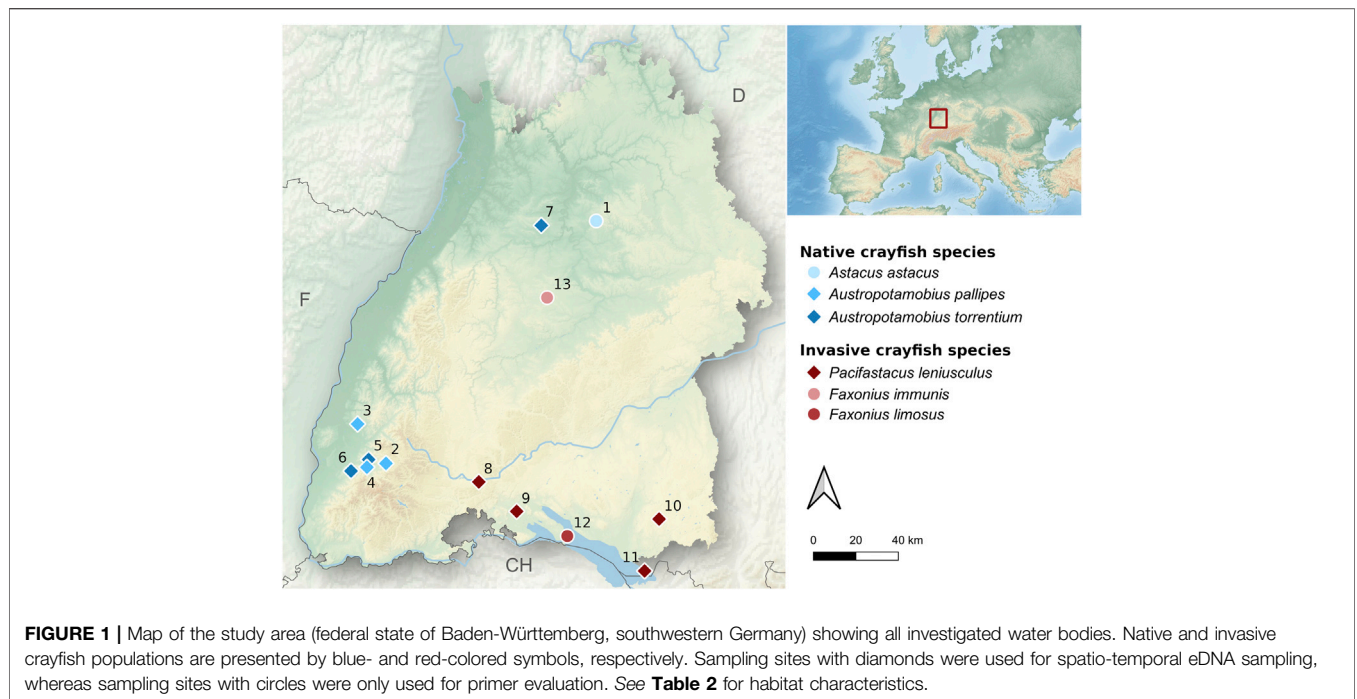 D
F
CH
7
1
13
3
5
2
6
4
8
9
10
12
11
Native crayfish species
Astacus astacus
Austropotamobius pallipes
Austropotamobius torrentium
Invasive crayfish species
Pacifastacus leniusculus
Faxonius immunis
Faxonius limosus
0 20 40 km
FIGURE 1 | Map of the study area (federal state of Baden-Württemberg, southwestern Germany) showing all investigated water bodies. Native and invasive
crayfish populations are presented by blue- and red-colored symbols, respectively. Sampling sites with diamonds were used for spatio-temporal eDNA sampling,
whereas sampling sites with circles were only used for primer evaluation. See Table 2 for habitat characteristics.